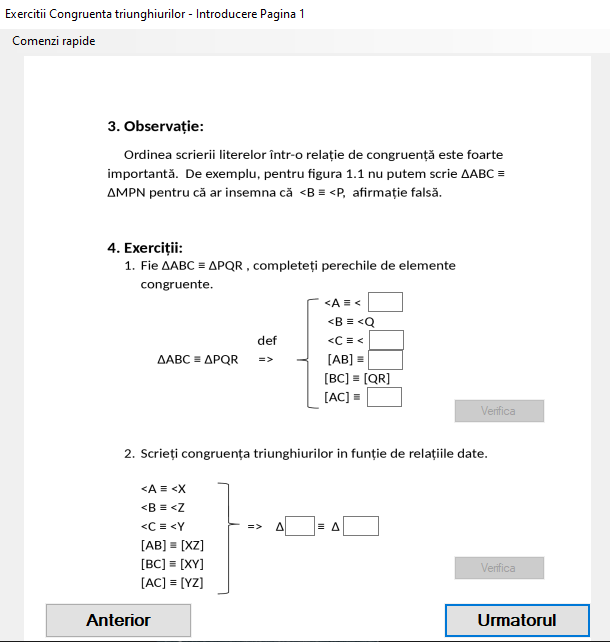 Exercitii Congruenta triunghiurilor - Introducere Pagina 1
Comenzi rapide
3. Observație:
Ordinea scrierii literelor într-o relație de congruență este foarte
importantă. De exemplu, pentru figura 1.1 nu putem scrie ΔABC ≡
ΔMPN pentru că ar insemna că <B ≡ <P, afirmație falsă.
4. Exerciții:
1. Fie ΔABC ≡ ΔPQR , completeți perechile de elemente
congruente.
<A ≡ <
<B ≡ <Q
def
<C ≡ <
ΔABC ≡ ΔPQR =>
[AB] ≡
[BC] ≡ [QR]
[AC] ≡
Verifica
2. Scrieți congruența triunghiurilor in funție de relațiile date.
<A ≡ <X
<B ≡ <Z
<C ≡ <Y => Δ ≡ Δ
[AB] ≡ [XZ]
[BC] ≡ [XY]
[AC] ≡ [YZ]
Verifica
Anterior
Urmatorul